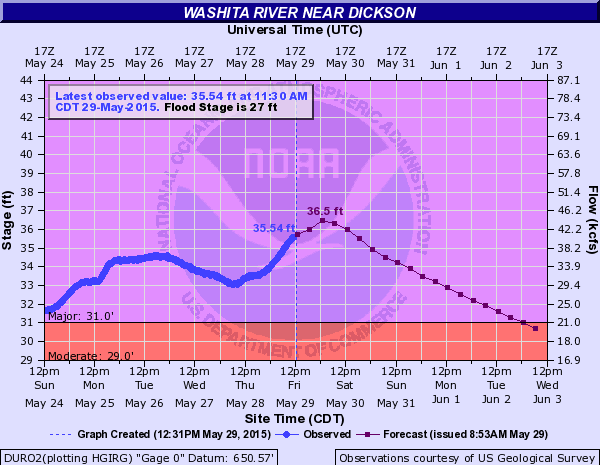 WASHITA RIVER NEAR DICKSON
Universal Time (UTC)
17Z 17Z 17Z 17Z 17Z 17Z 17Z 17Z 17Z 17Z 17Z
May 24 May 25 May 26 May 27 May 28 May 29 May 30 May 31 Jun 1 Jun 2 Jun 3
Latest observed value: 35.54 ft at 11:30 AM
CDT 29-May-2015. Flood Stage is 27 ft
44 87.1
43 78.4
42 73.4
41 69.1
40 63.6
39 57.8
38 51.4
37 46.2
36 42.2
35 38.2
34 33.9
33 29.4
32 25.0
31 21.0
30 18.0
29 16.9
Stage (ft)
Flow (kcfs)
NATIONAL OCEANIC AND ATMOSPHERIC ADMINISTRATION
NOAA
U.S. DEPARTMENT OF COMMERCE
36.5 ft
35.54 ft
Major: 31.0'
Moderate: 29.0'
12pm 12pm 12pm 12pm 12pm 12pm 12pm 12pm 12pm 12pm 12pm
Sun Mon Tue Wed Thu Fri Sat Sun Mon Tue Wed
May 24 May 25 May 26 May 27 May 28 May 29 May 30 May 31 Jun 1 Jun 2 Jun 3
Site Time (CDT)
Graph Created (12:31PM May 29, 2015) Observed Forecast (issued 8:53AM May 29)
DURO2(plotting HGIRG) "Gage 0" Datum: 650.57' Observations courtesy of US Geological Survey